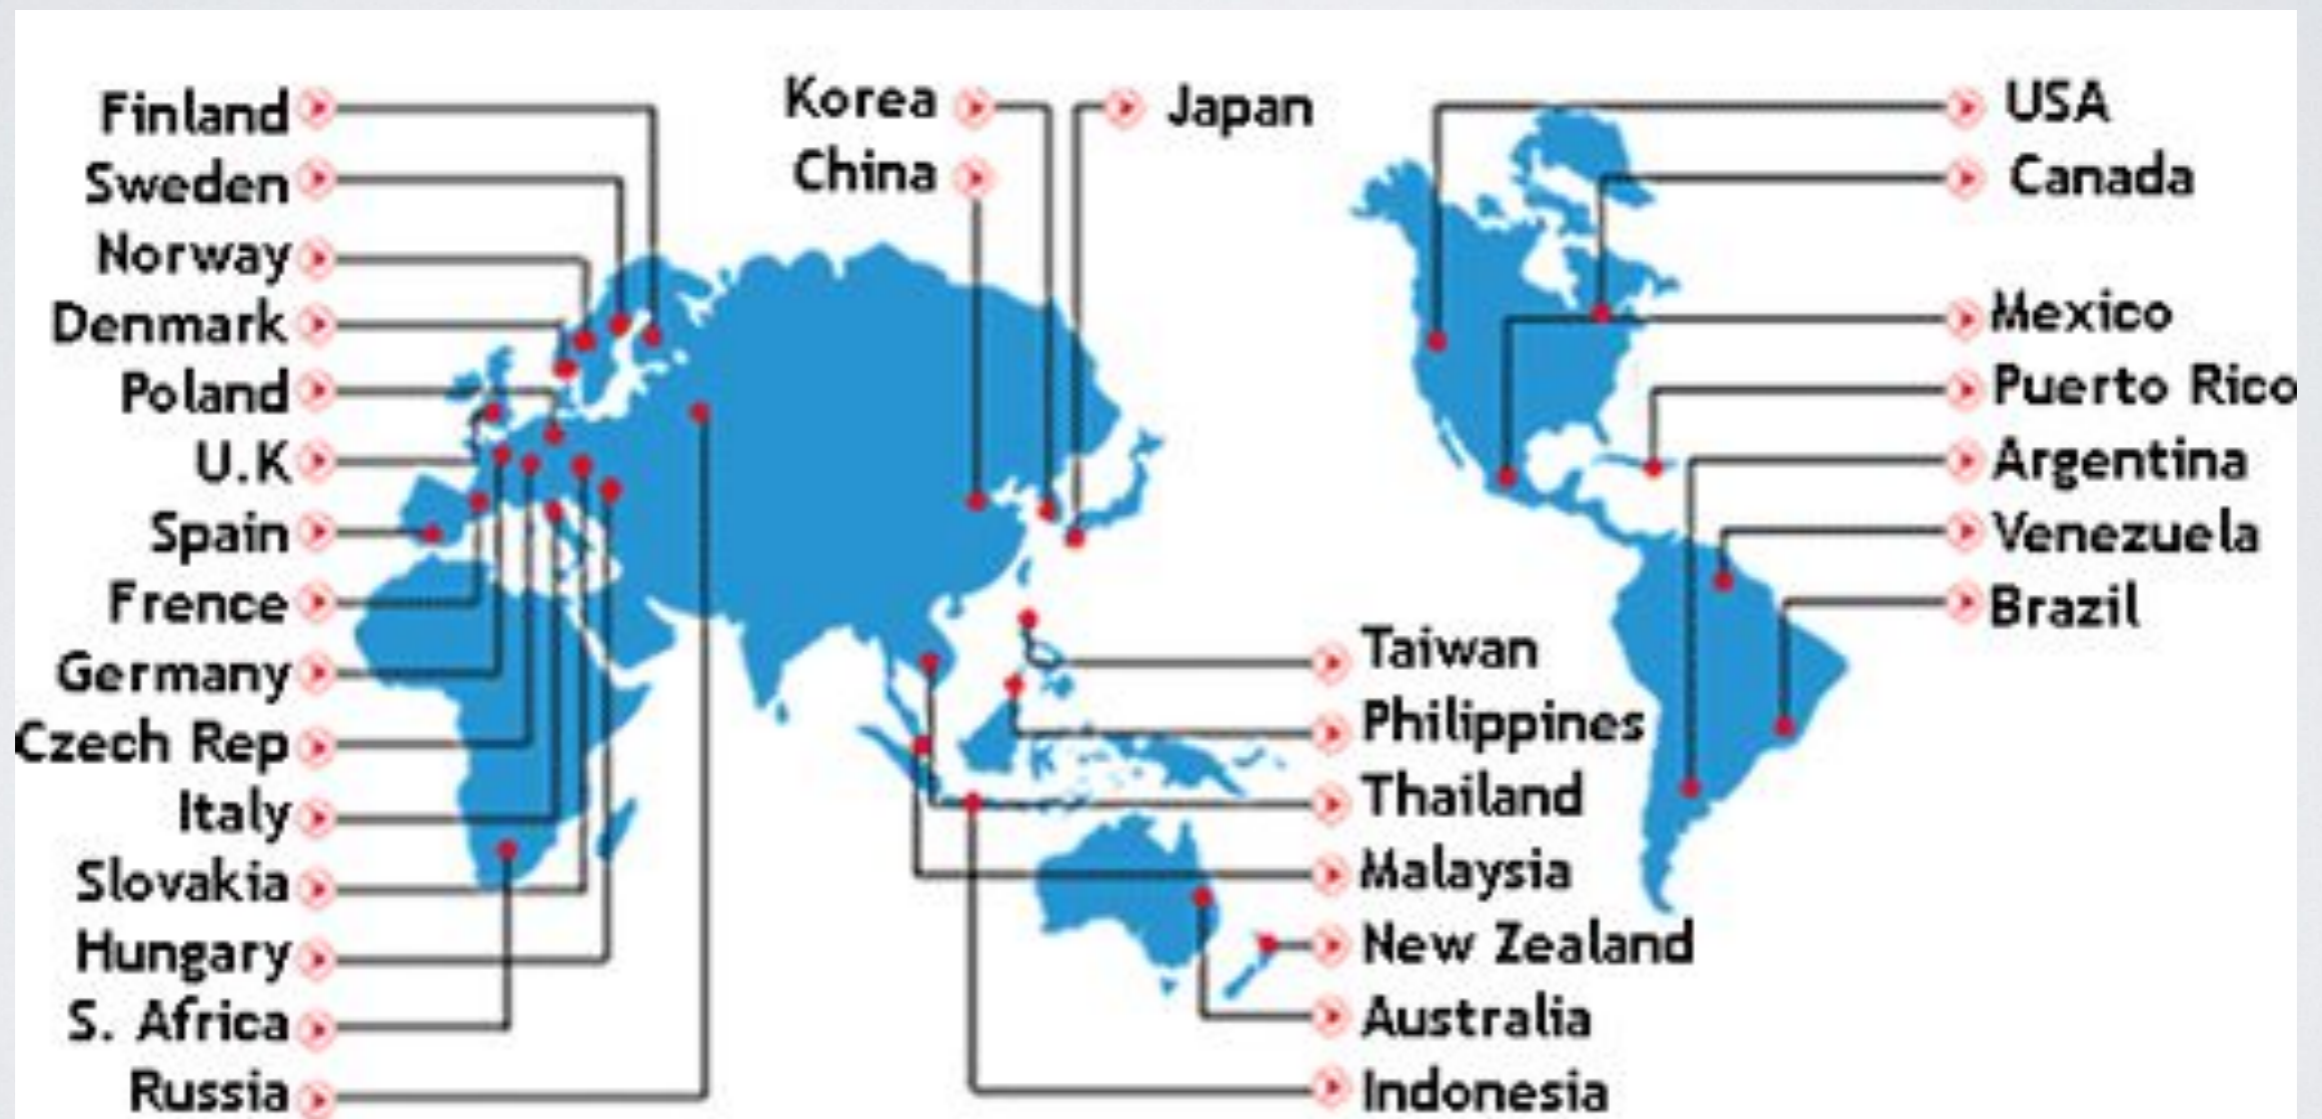 Finland
Sweden
Norway
Denmark
Poland
U.K
Spain
Frence
Germany
Czech Rep
Italy
Slovakia
Hungary
S. Africa
Russia
Korea
China
Japan
Taiwan
Philippines
Thailand
Malaysia
New Zealand
Australia
Indonesia
USA
Canada
Mexico
Puerto Rico
Argentina
Venezuela
Brazil